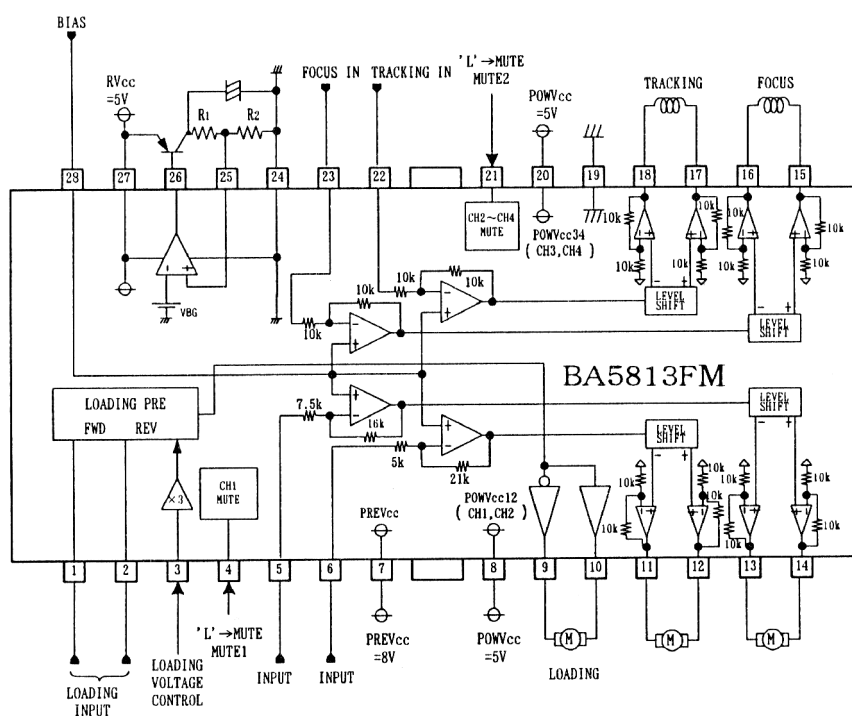 BIAS
RVcc
=5V
R1
R2
FOCUS IN
TRACKING IN
'L'→MUTE
MUTE2
POWVcc
=5V
TRACKING
FOCUS
28
27
26
25
24
23
22
21
20
19
18
17
16
15
CH2～CH4
MUTE
POWVcc34
(CH3,CH4)
10k
10k
10k
10k
10k
10k
10k
10k
VBG
10k
10k
10k
10k
LEVEL
SHIFT
LEVEL
SHIFT
BA5813FM
LOADING PRE
FWD
REV
7.5k
16k
5k
21k
LEVEL
SHIFT
LEVEL
SHIFT
×3
CH1
MUTE
PREVcc
POWVcc12
(CH1,CH2)
10k
10k
10k
10k
10k
10k
10k
10k
1
2
3
4
5
6
7
8
9
10
11
12
13
14
'L'→MUTE
MUTE1
PREVcc
=8V
POWVcc
=5V
M
M
M
LOADING
INPUT
LOADING
VOLTAGE
CONTROL
INPUT
INPUT
LOADING